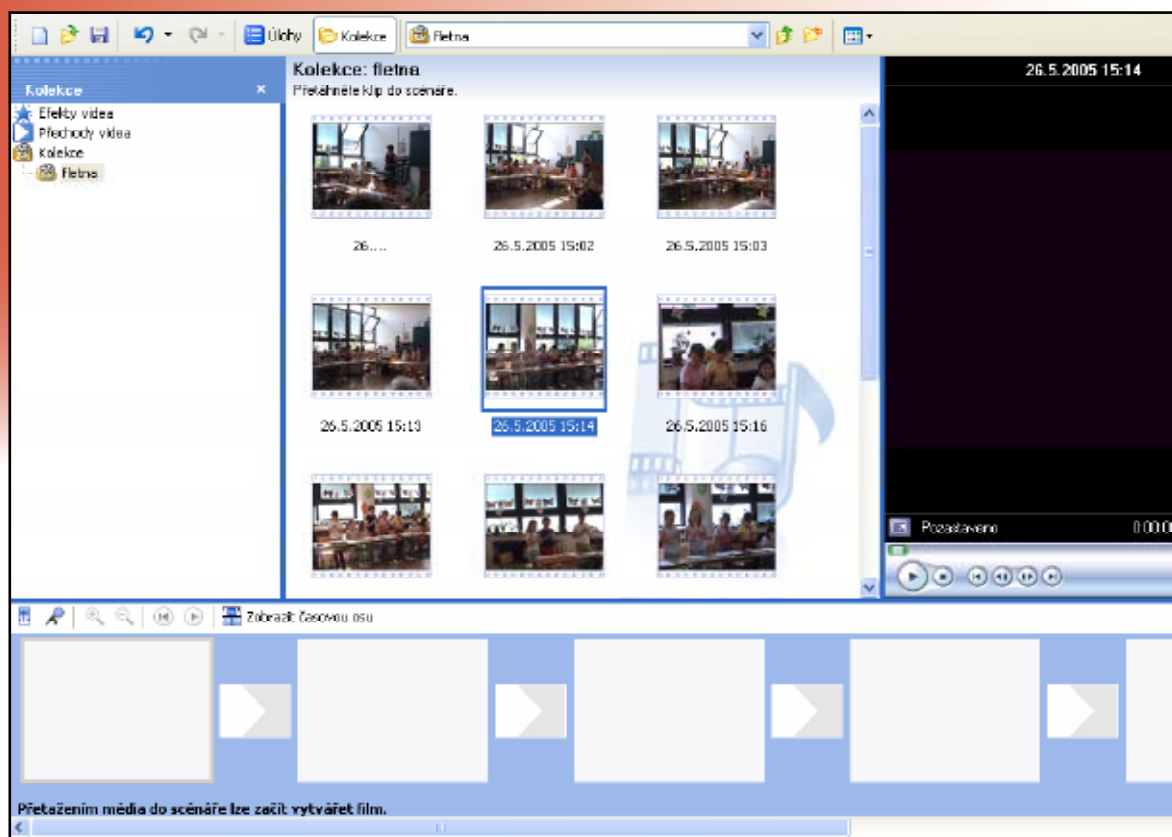 Úlohy Kolekce fletna
Kolekce
Efekty videa
Přechody videa
Kolekce
fletna
Kolekce: fletna
Přetáhněte klip do scénáře.
26....
26.5.2005 15:02
26.5.2005 15:03
26.5.2005 15:13
26.5.2005 15:14
26.5.2005 15:16
26.5.2005 15:14
Pozastaveno
Zobrazit časovou osu
Přetažením média do scénáře lze začít vytvářet film.